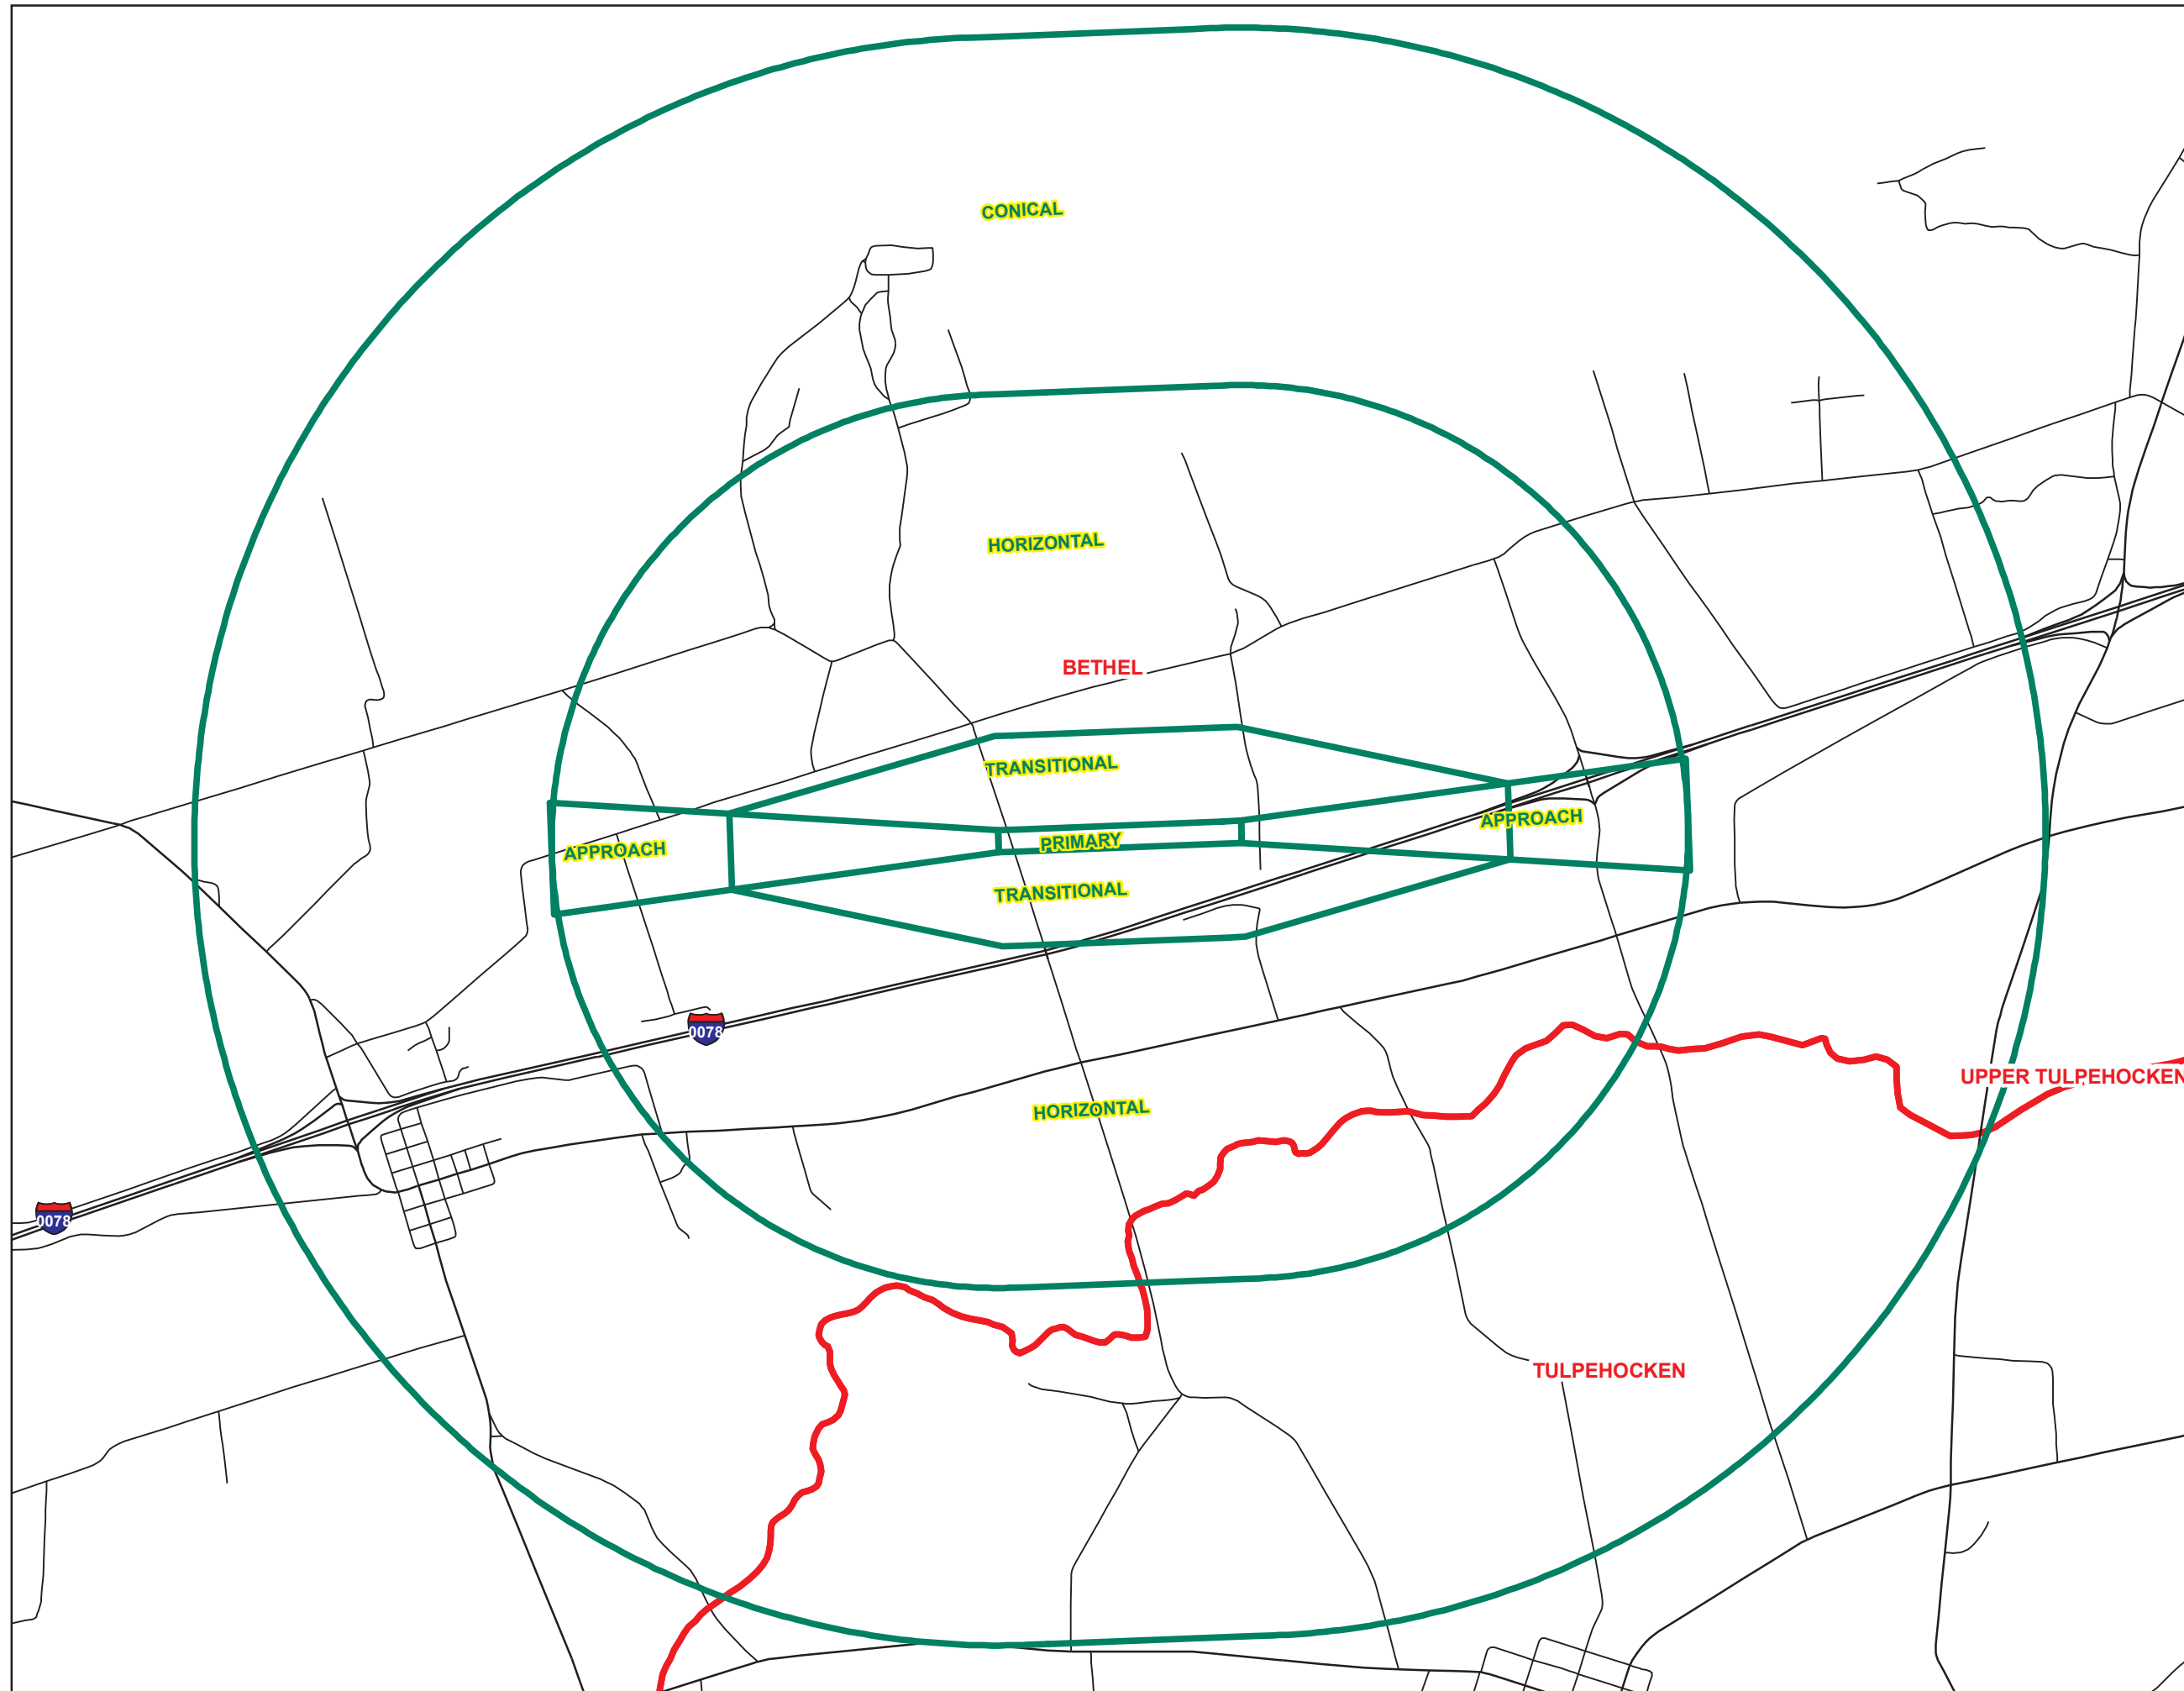 CONICAL
HORIZONTAL
BETHEL
TRANSITIONAL
APPROACH
PRIMARY
APPROACH
TRANSITIONAL
0078
UPPER TULPEHOCKEN
HORIZONTAL
0078
TULPEHOCKEN